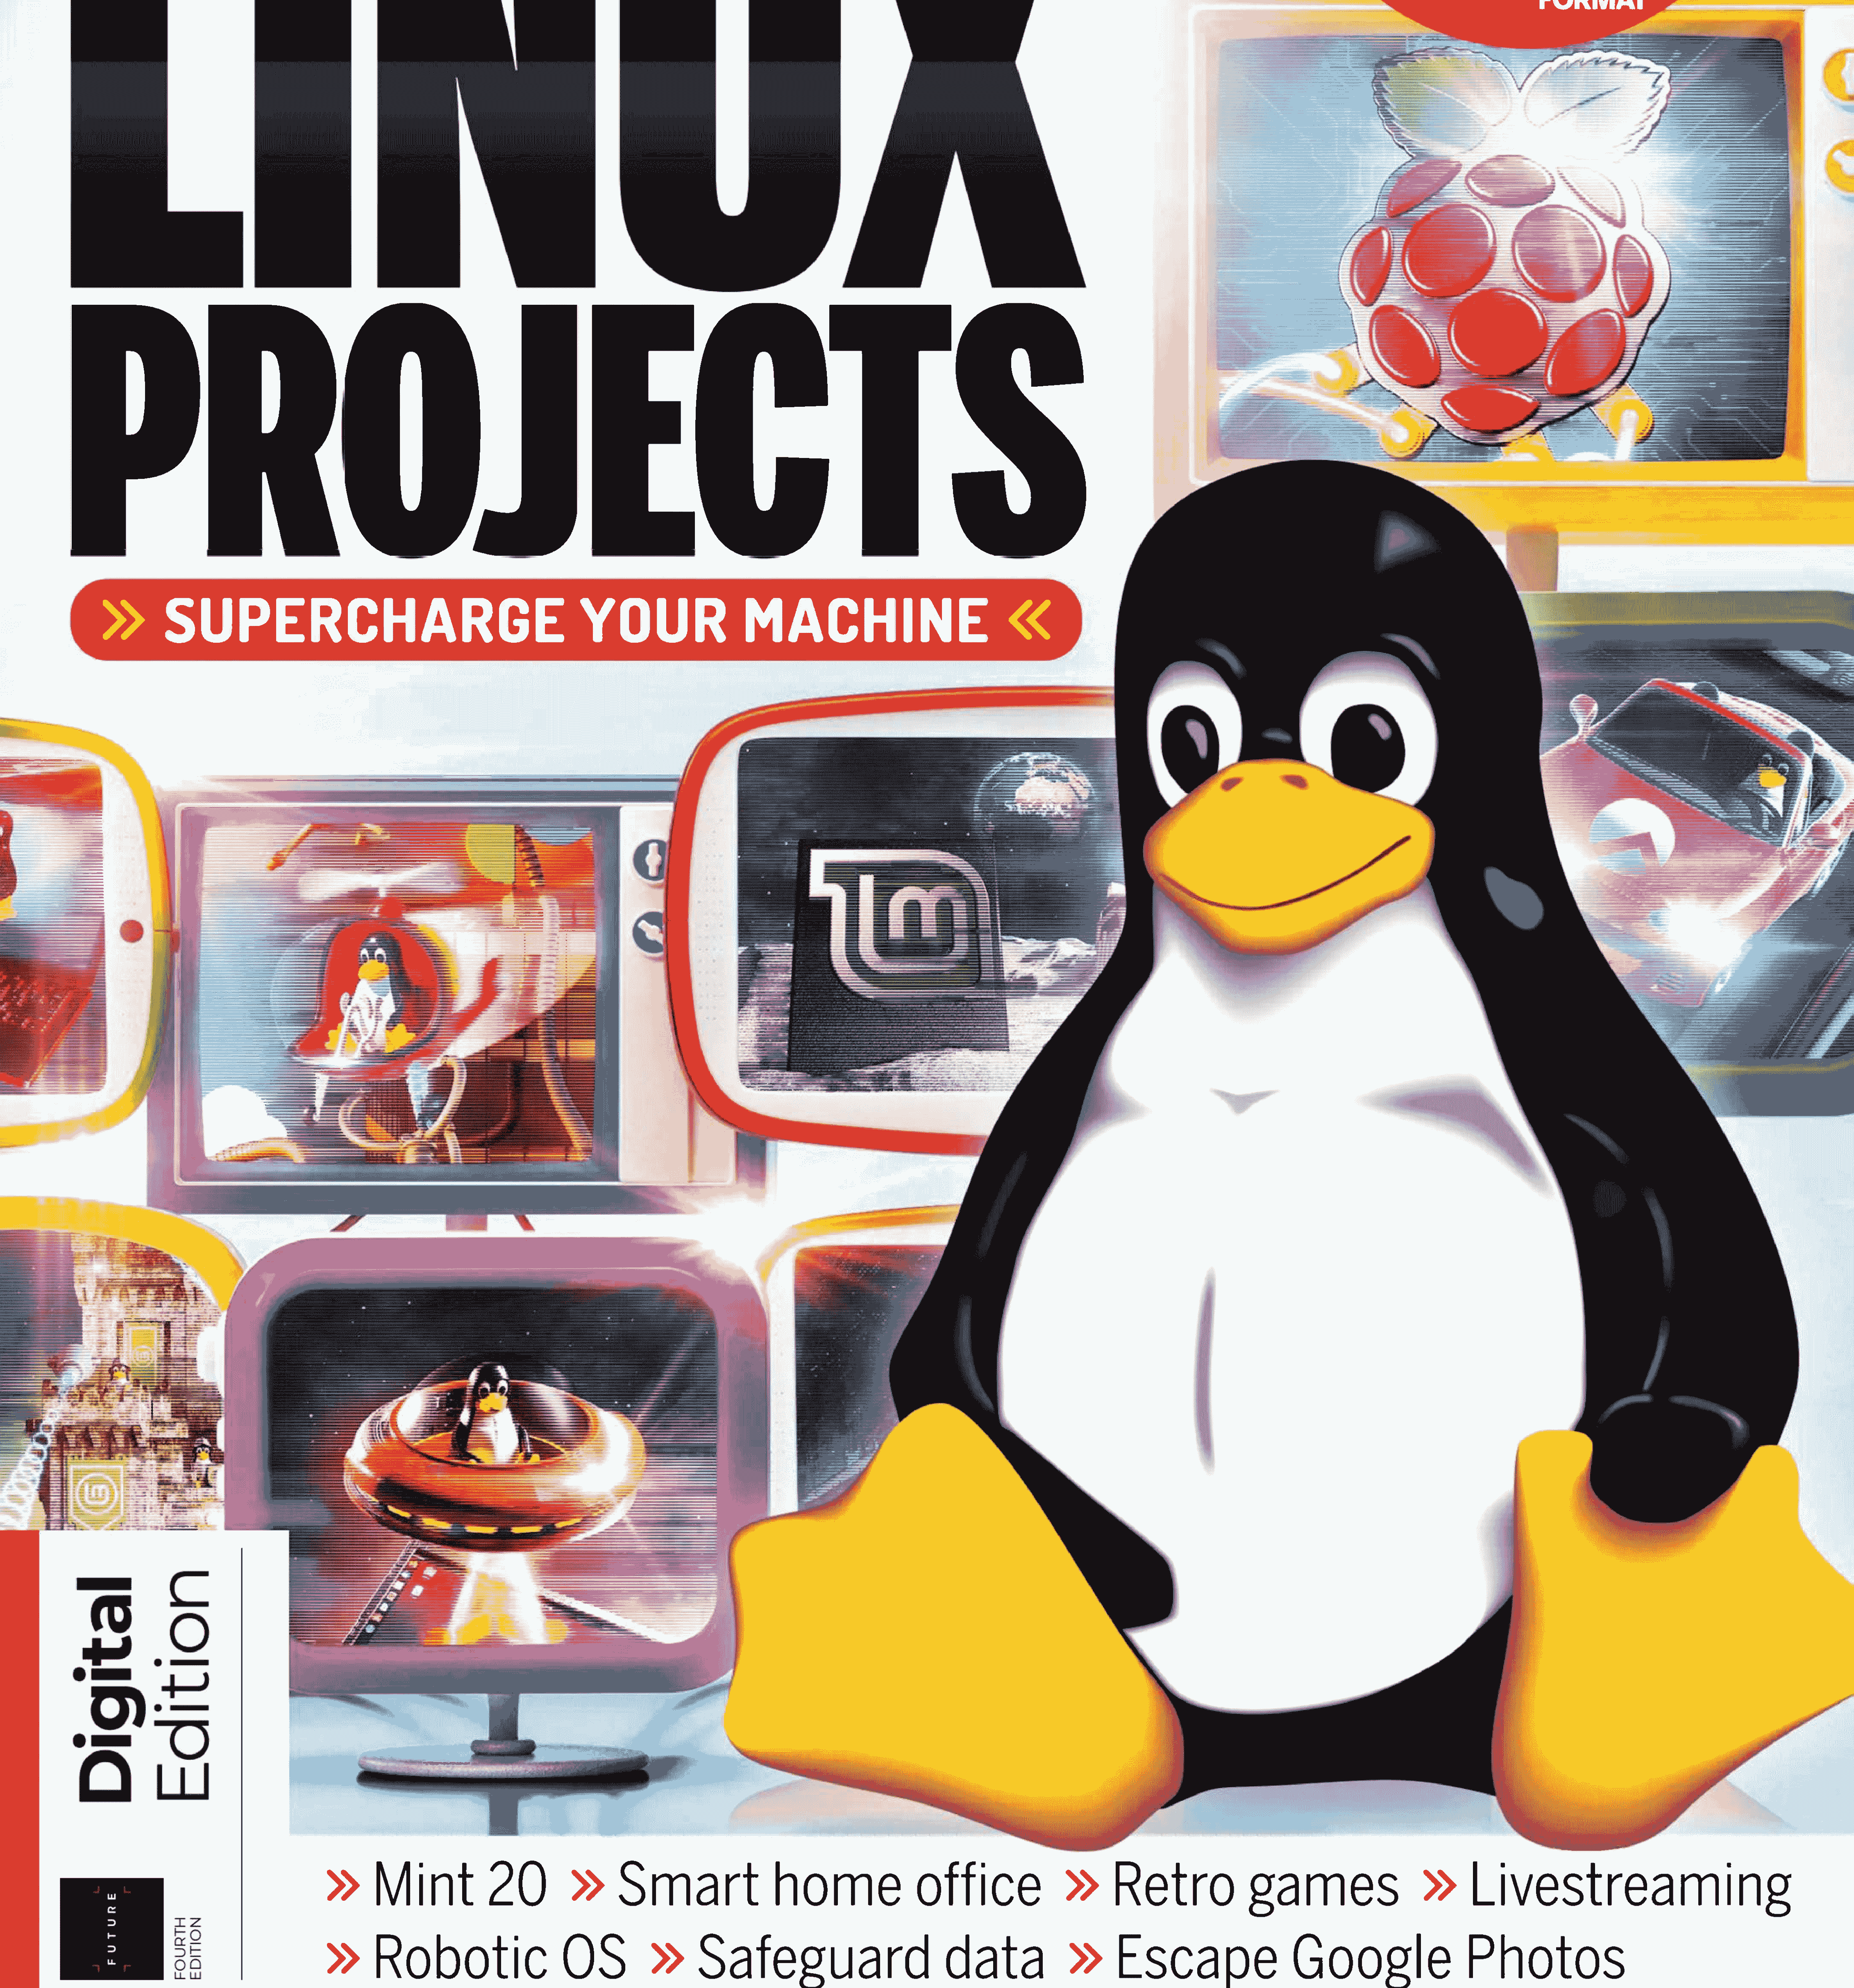 FORMAT
LINUX
PROJECTS
» SUPERCHARGE YOUR MACHINE «
Digital
Edition
FUTURE
FOURTH
EDITION
» Mint 20 » Smart home office » Retro games » Livestreaming
» Robotic OS » Safeguard data » Escape Google Photos